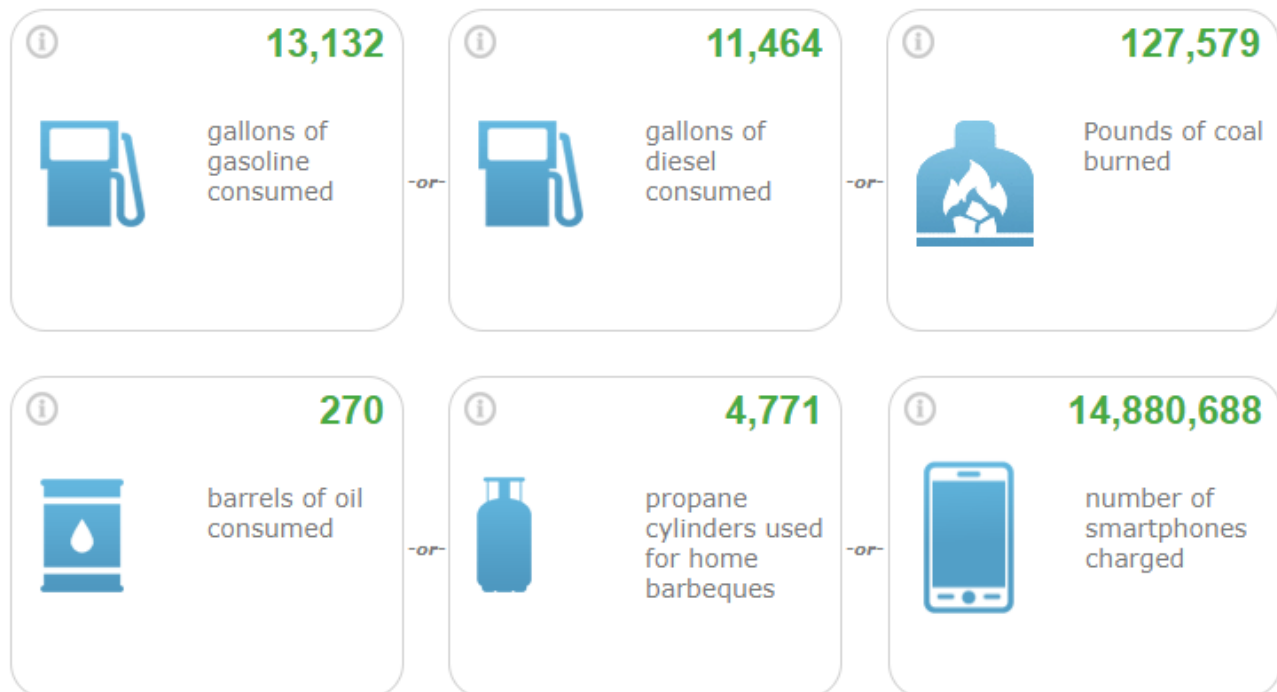 13,132
gallons of
gasoline
consumed
-or-
11,464
gallons of
diesel
consumed
-or-
127,579
Pounds of coal
burned
270
barrels of oil
consumed
-or-
4,771
propane
cylinders used
for home
barbeques
-or-
14,880,688
number of
smartphones
charged